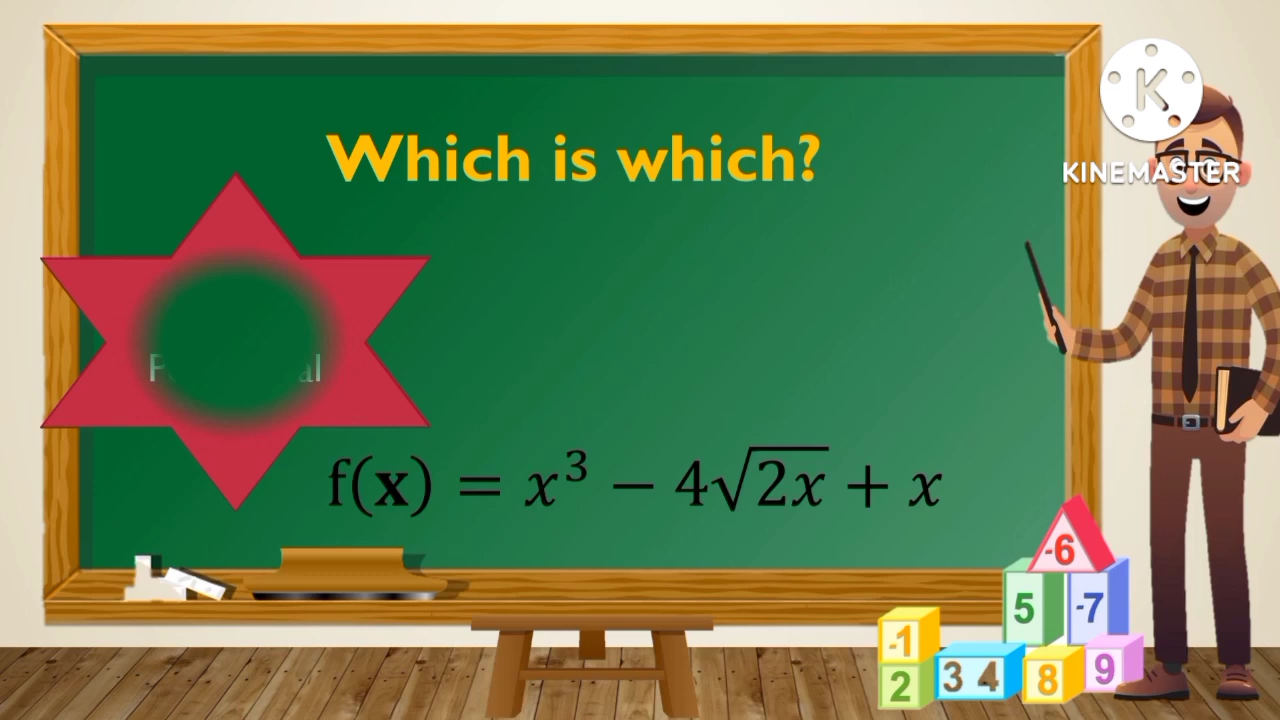 Which is which?
K
KINEMASTER
f(x) = x³ − 4√2x + x
-6
5 -7
-1
2 3 4 8 9